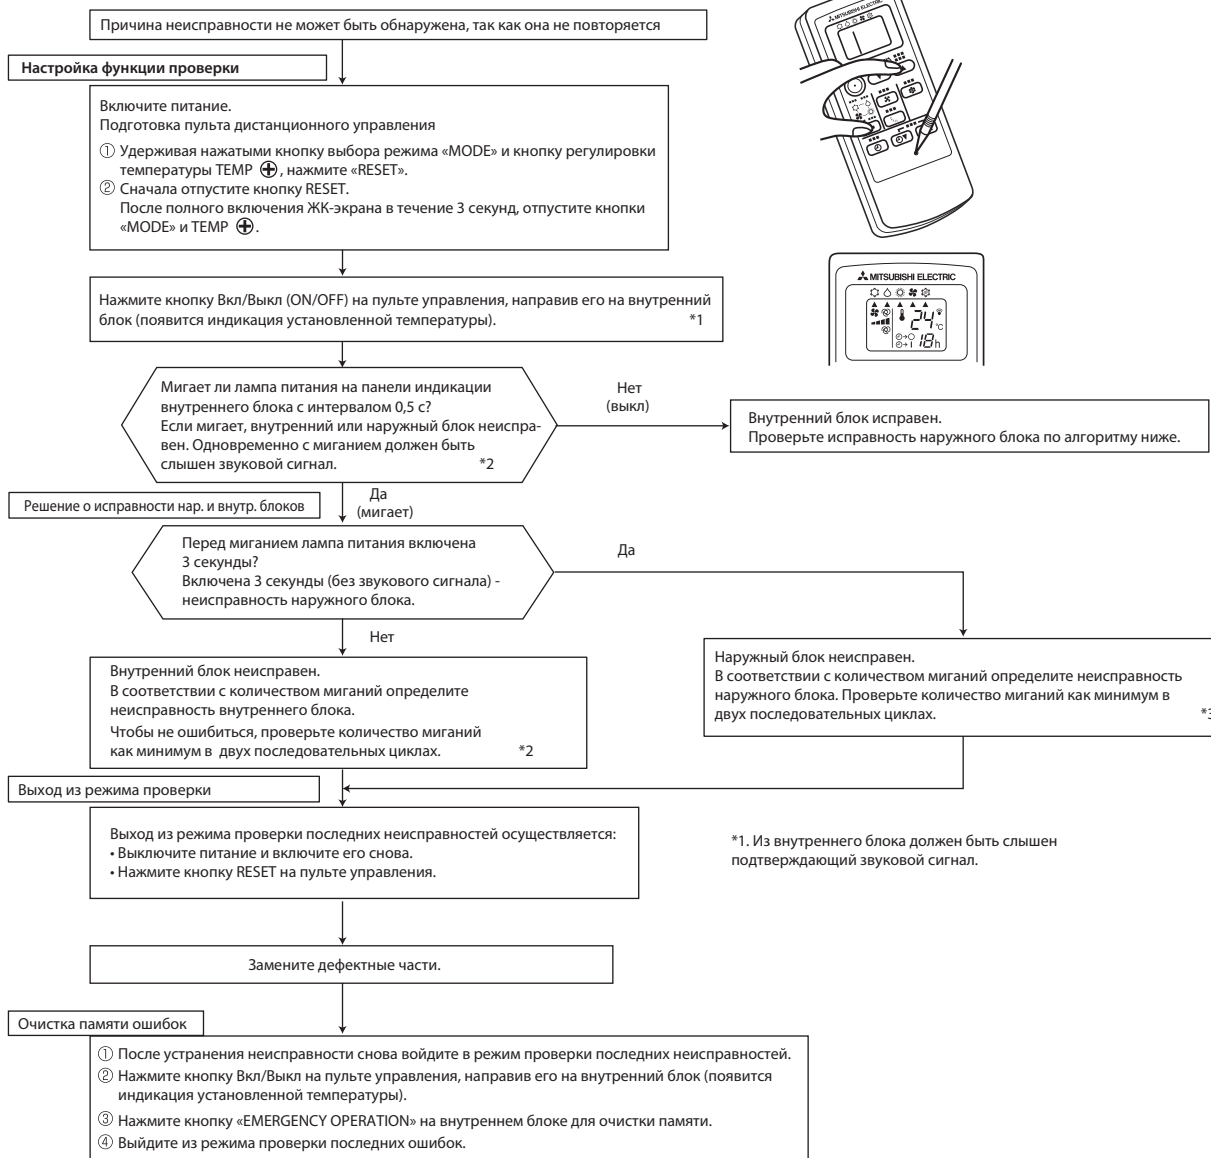 Причина неисправности не может быть обнаружена, так как она не повторяется
MITSUBISHI ELECTRIC
Настройка функции проверки
Включите питание.
Подготовка пульта дистанционного управления
① Удерживая нажатыми кнопку выбора режима «MODE» и кнопку регулировки
температуры TEMP ⊕, нажмите «RESET».
② Сначала отпустите кнопку RESET.
После полного включения ЖК-экрана в течение 3 секунд, отпустите кнопки
«MODE» и TEMP ⊕.
MITSUBISHI ELECTRIC
24 °C
18h
Нажмите кнопку Вкл/Выкл (ON/OFF) на пульте управления, направив его на внутренний
блок (появится индикация установленной температуры). *1
Мигает ли лампа питания на панели индикации
внутреннего блока с интервалом 0,5 с?
Если мигает, внутренний или наружный блок неиспра-
вен. Одновременно с миганием должен быть
слышен звуковой сигнал. *2
Нет
(выкл)
Внутренний блок исправен.
Проверьте исправность наружного блока по алгоритму ниже.
Да
(мигает)
Решение о исправности нар. и внутр. блоков
Перед миганием лампа питания включена
3 секунды?
Включена 3 секунды (без звукового сигнала) -
неисправность наружного блока.
Да
Нет
Внутренний блок неисправен.
В соответствии с количеством миганий определите
неисправность внутреннего блока.
Чтобы не ошибиться, проверьте количество миганий
как минимум в двух последовательных циклах. *2
Наружный блок неисправен.
В соответствии с количеством миганий определите неисправность
наружного блока. Проверьте количество миганий как минимум в
двух последовательных циклах. *3
Выход из режима проверки
Выход из режима проверки последних неисправностей осуществляется:
• Выключите питание и включите его снова.
• Нажмите кнопку RESET на пульте управления.
*1. Из внутреннего блока должен быть слышен
подтверждающий звуковой сигнал.
Замените дефектные части.
Очистка памяти ошибок
① После устранения неисправности снова войдите в режим проверки последних неисправностей.
② Нажмите кнопку Вкл/Выкл на пульте управления, направив его на внутренний блок (появится
индикация установленной температуры).
③ Нажмите кнопку «EMERGENCY OPERATION» на внутреннем блоке для очистки памяти.
④ Выйдите из режима проверки последних ошибок.